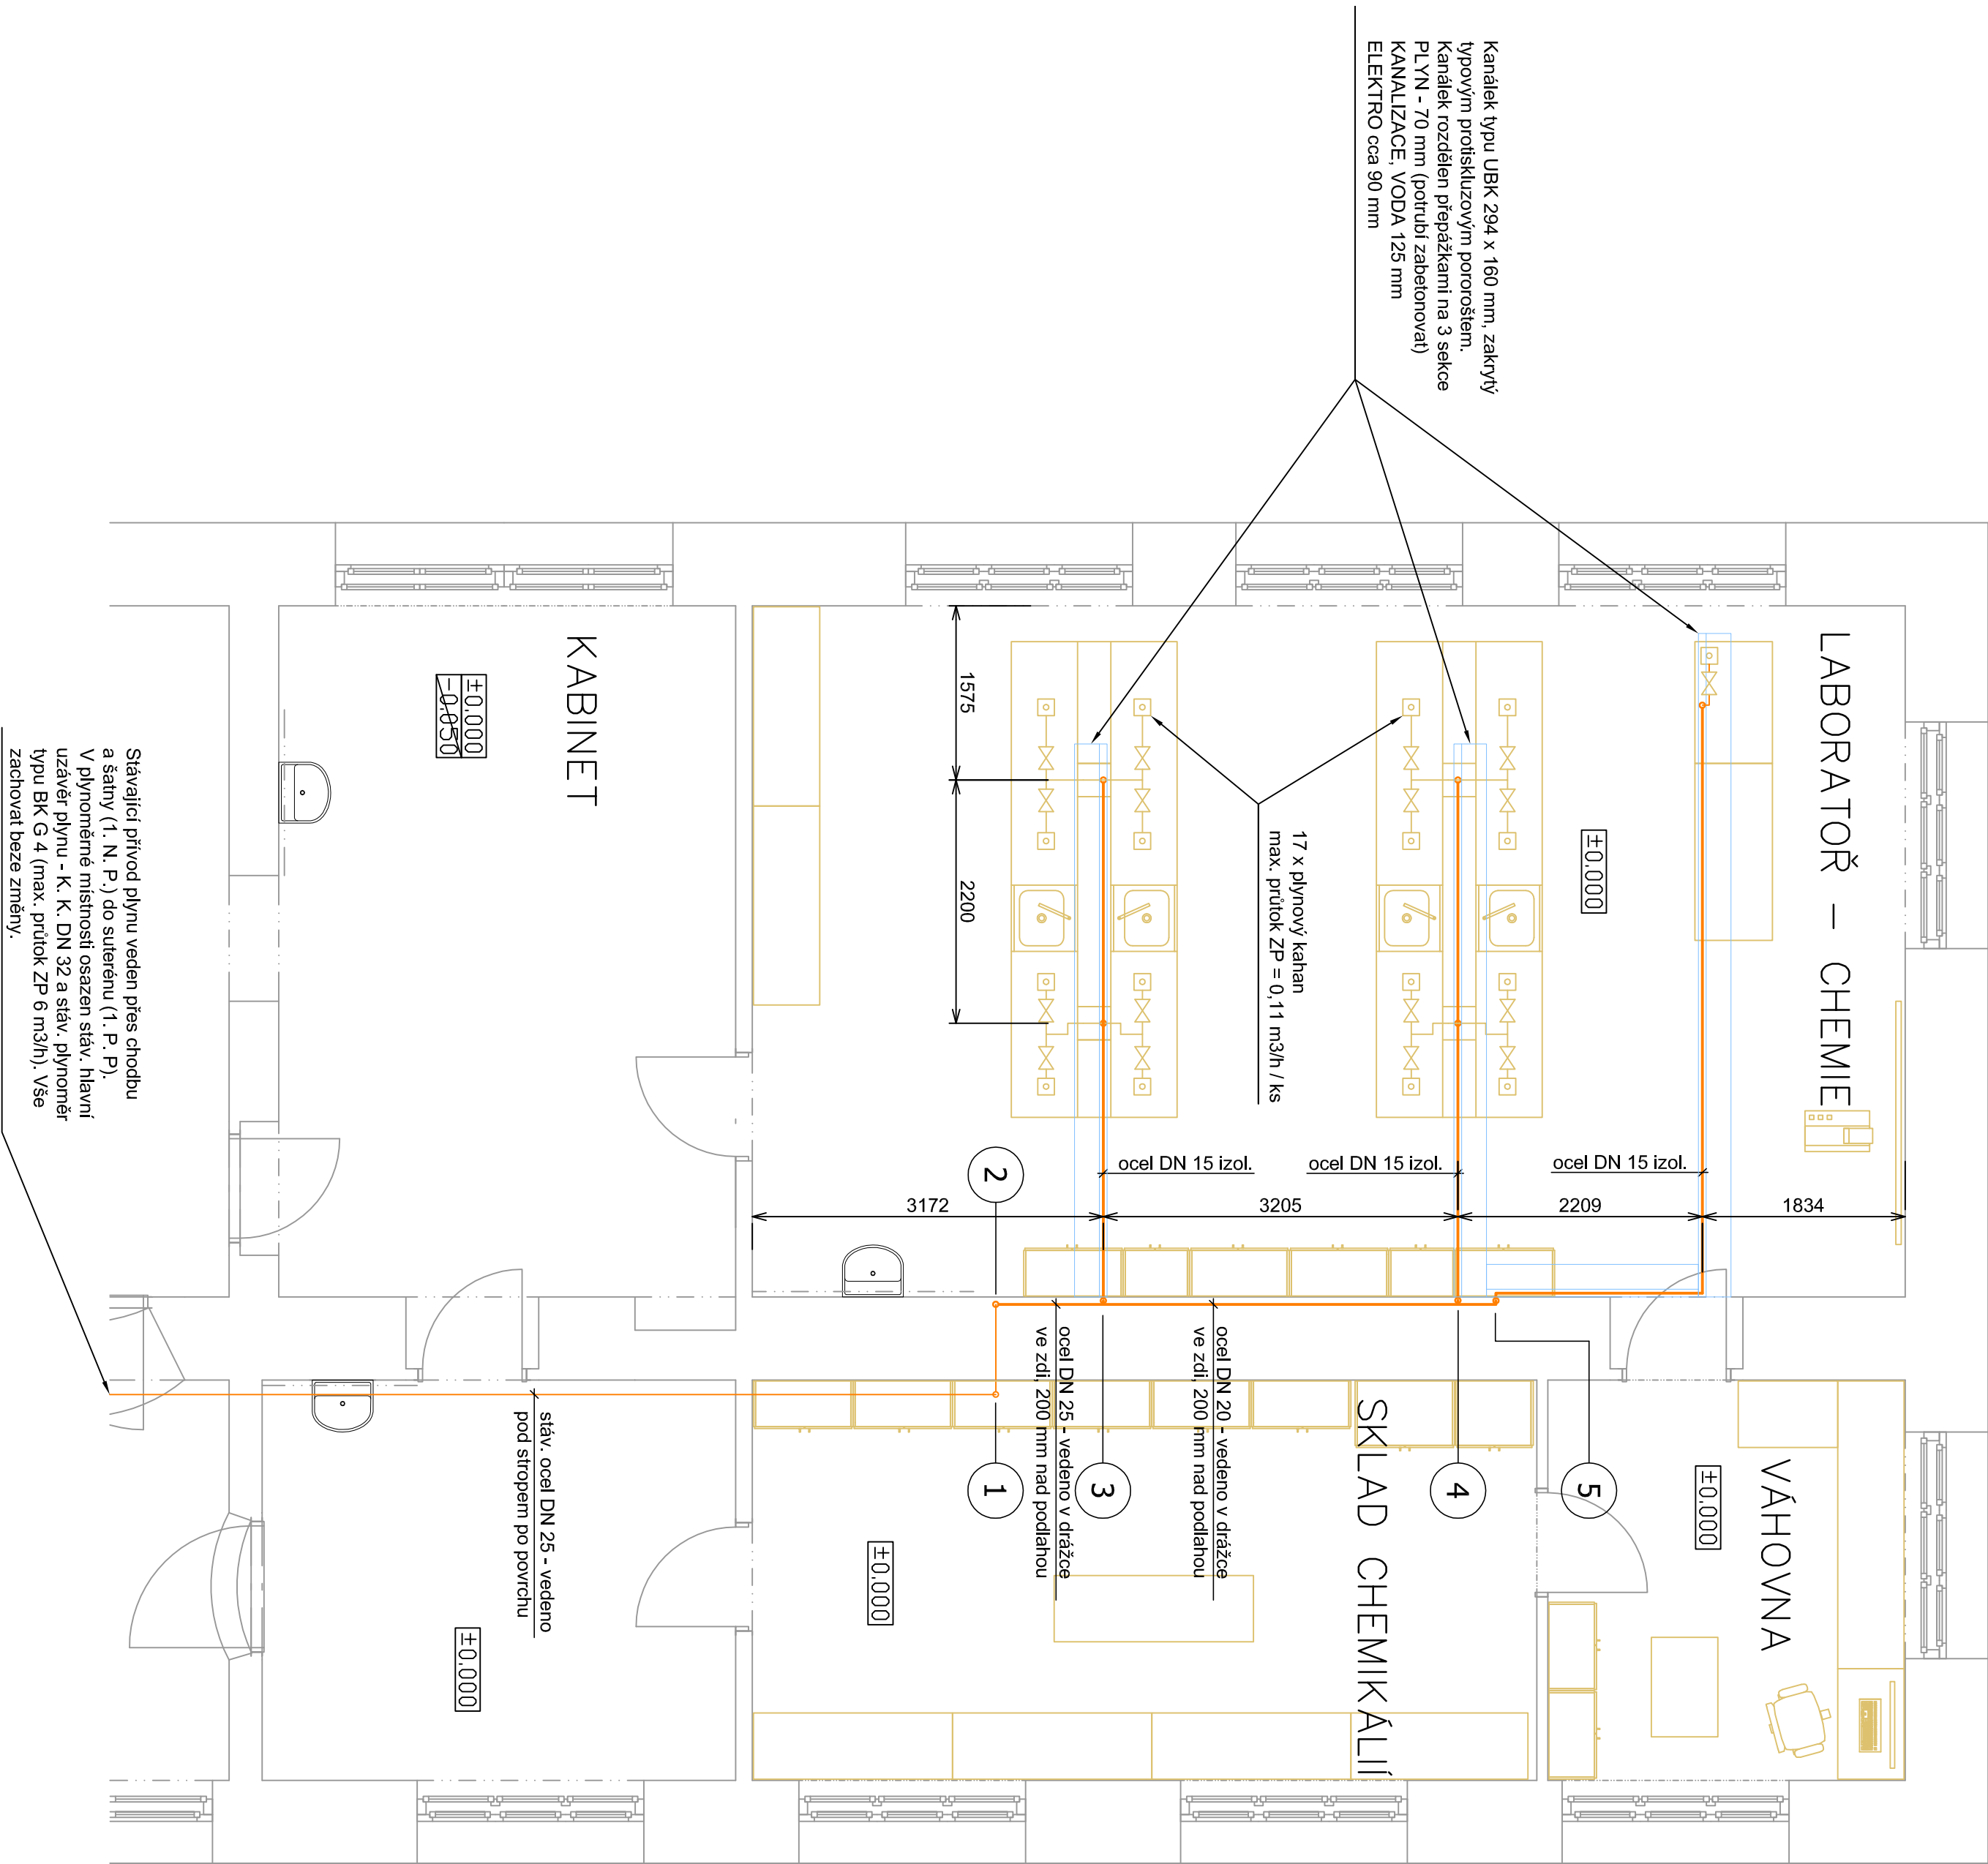 Kanálek typu UBK 294 x 160 mm, zakrytý
typovým protiskluzovým pororoštem.
Kanálek rozdělen přepážkami na 3 sekce
PLYN - 70 mm (potrubí zabetonovat)
KANALIZACE, VODA 125 mm
ELEKTRO cca 90 mm
LABORATOŘ - CHEMIE
±0,000
17 x plynový kahan
max. průtok ZP = 0,11 m3/h / ks
1575
2200
KABINET
±0,000
-0,050
ocel DN 15 izol.
ocel DN 15 izol.
ocel DN 15 izol.
3172
3205
2209
1834
2
ocel DN 20 - vedeno v drážce
ve zdi, 200 mm nad podlahou
ocel DN 25 - vedeno v drážce
ve zdi, 200 mm nad podlahou
1
3
4
5
VÁHOVNA
±0,000
SKLAD CHEMIKÁLIÍ
±0,000
stáv. ocel DN 25 - vedeno
pod stropem po povrchu
±0,000
Stávající přívod plynu veden přes chodbu
a šatny (1. N. P.) do suterénu (1. P. P).
V plynoměrné místnosti osazen stáv. hlavní
uzávěr plynu - K. K. DN 32 a stáv. plynoměr
typu BK G 4 (max. průtok ZP 6 m3/h). Vše
zachovat beze změny.